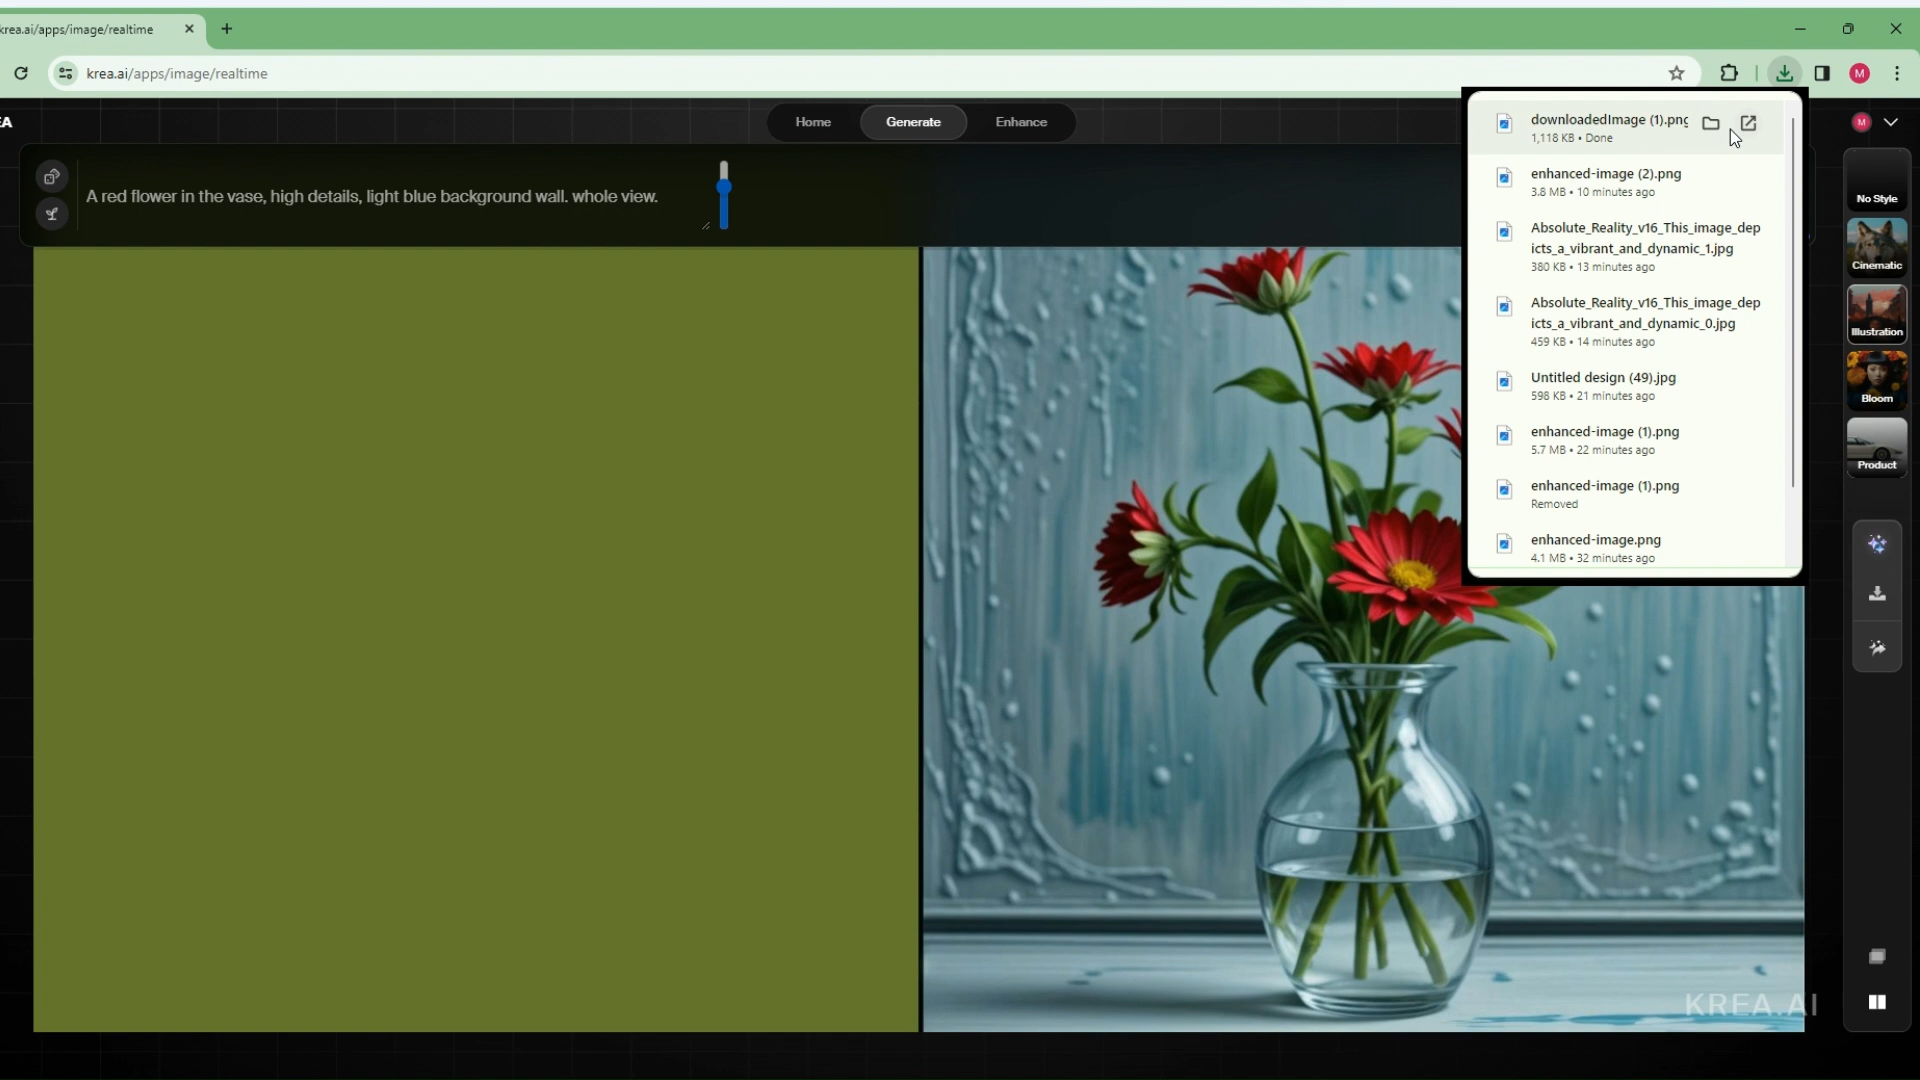 krea.ai/apps/image/realtime
krea.ai/apps/image/realtime
M
EA
Home
Generate
Enhance
M
A red flower in the vase, high details, light blue background wall. whole view.
downloadedImage (1).png
1,118 KB • Done
enhanced-image (2).png
3.8 MB • 10 minutes ago
Absolute_Reality_v16_This_image_dep
icts_a_vibrant_and_dynamic_1.jpg
380 KB • 13 minutes ago
Absolute_Reality_v16_This_image_dep
icts_a_vibrant_and_dynamic_0.jpg
459 KB • 14 minutes ago
Untitled design (49).jpg
598 KB • 21 minutes ago
enhanced-image (1).png
5.7 MB • 22 minutes ago
enhanced-image (1).png
Removed
enhanced-image.png
4.1 MB • 32 minutes ago
No Style
Cinematic
Illustration
Bloom
Product
KREA.AI